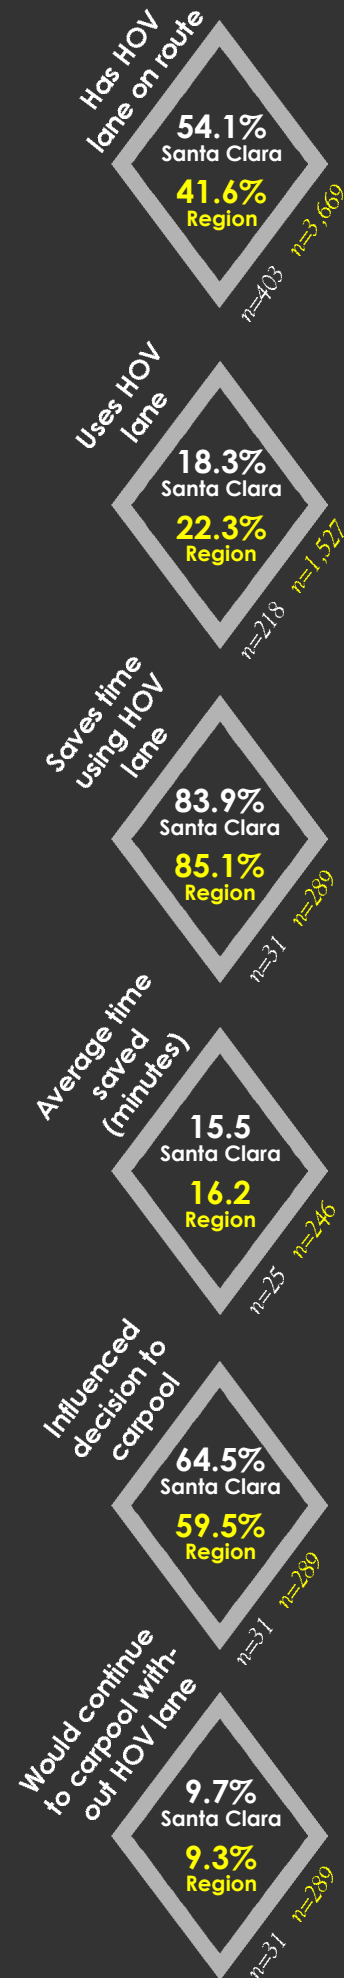 Has HOV
lane on route
54.1%
Santa Clara
41.6%
Region
n=403
n=3,669
Uses HOV
lane
18.3%
Santa Clara
22.3%
Region
n=218
n=1,527
Saves time
using HOV
lane
83.9%
Santa Clara
85.1%
Region
n=31
n=289
Average time
saved
(minutes)
15.5
Santa Clara
16.2
Region
n=25
n=246
Influenced
decision to
carpool
64.5%
Santa Clara
59.5%
Region
n=31
n=289
Would continue
to carpool with-
out HOV lane
9.7%
Santa Clara
9.3%
Region
n=31
n=289